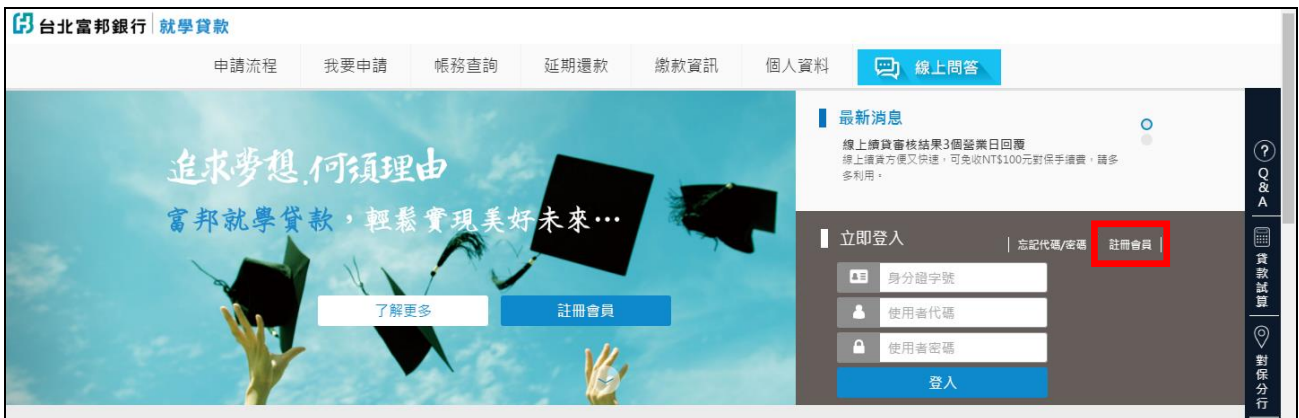 台北富邦銀行 就學貸款
申請流程 我要申請 帳務查詢 延期還款 繳款資訊 個人資料 線上問答
追求夢想,何須理由
富邦就學貸款，輕鬆實現美好未來…
了解更多 註冊會員
最新消息
線上續貸審核結果3個營業日回覆
線上續貸方便又快速，可免收NT$100元對保手續費，請多
多利用。
立即登入 忘記代碼/密碼 註冊會員
身分證字號
使用者代碼
使用者密碼
登入
Q&A
貸款試算
對保分行